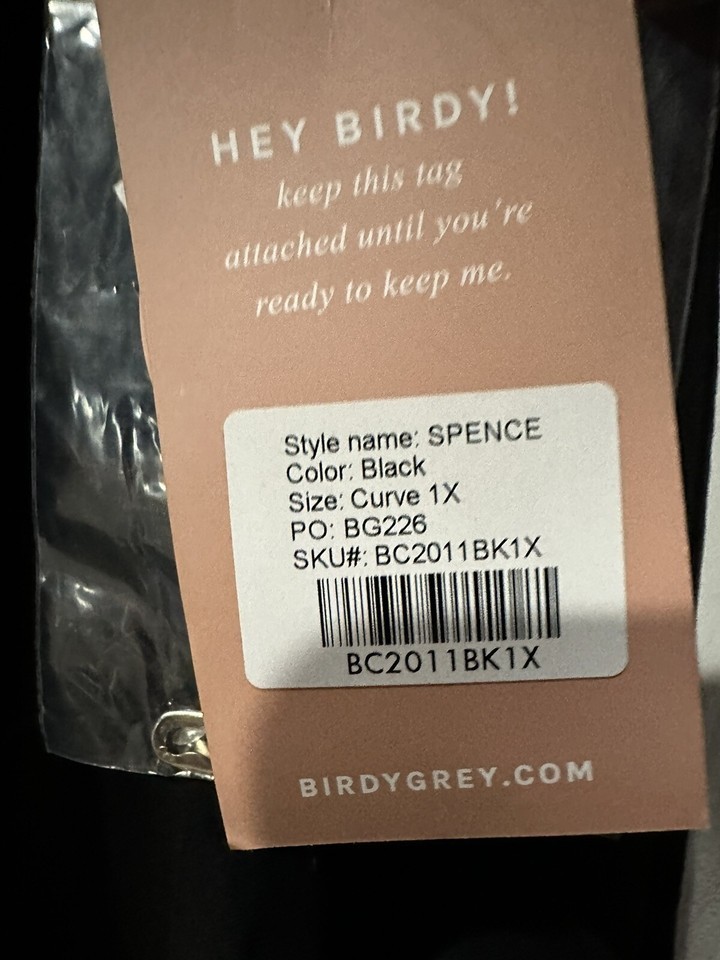 HEY BIRDY!
keep this tag
attached until you're
ready to keep me.
Style name: SPENCE
Color: Black
Size: Curve 1X
PO: BG226
SKU#: BC2011BK1X
BC2011BK1X
BIRDYGREY.COM